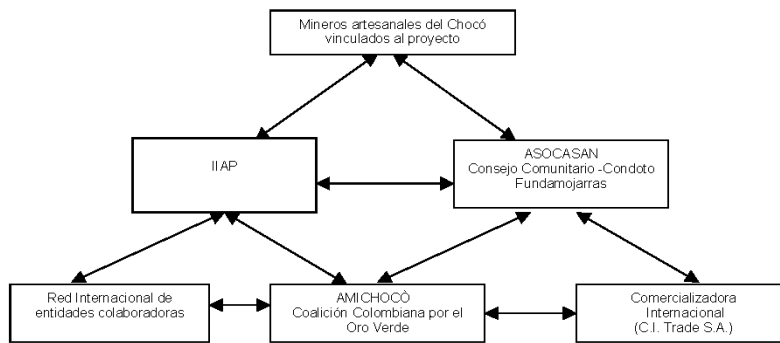 Mineros artesanales del Chocó
vinculados al proyecto
IIAP
ASOCASAN
Consejo Comunitario -Condoto
Fundamojarras
Red Internacional de
entidades colaboradoras
AMICHOCÒ
Coalición Colombiana por el
Oro Verde
Comercializadora
Internacional
(C.I. Trade S.A.)